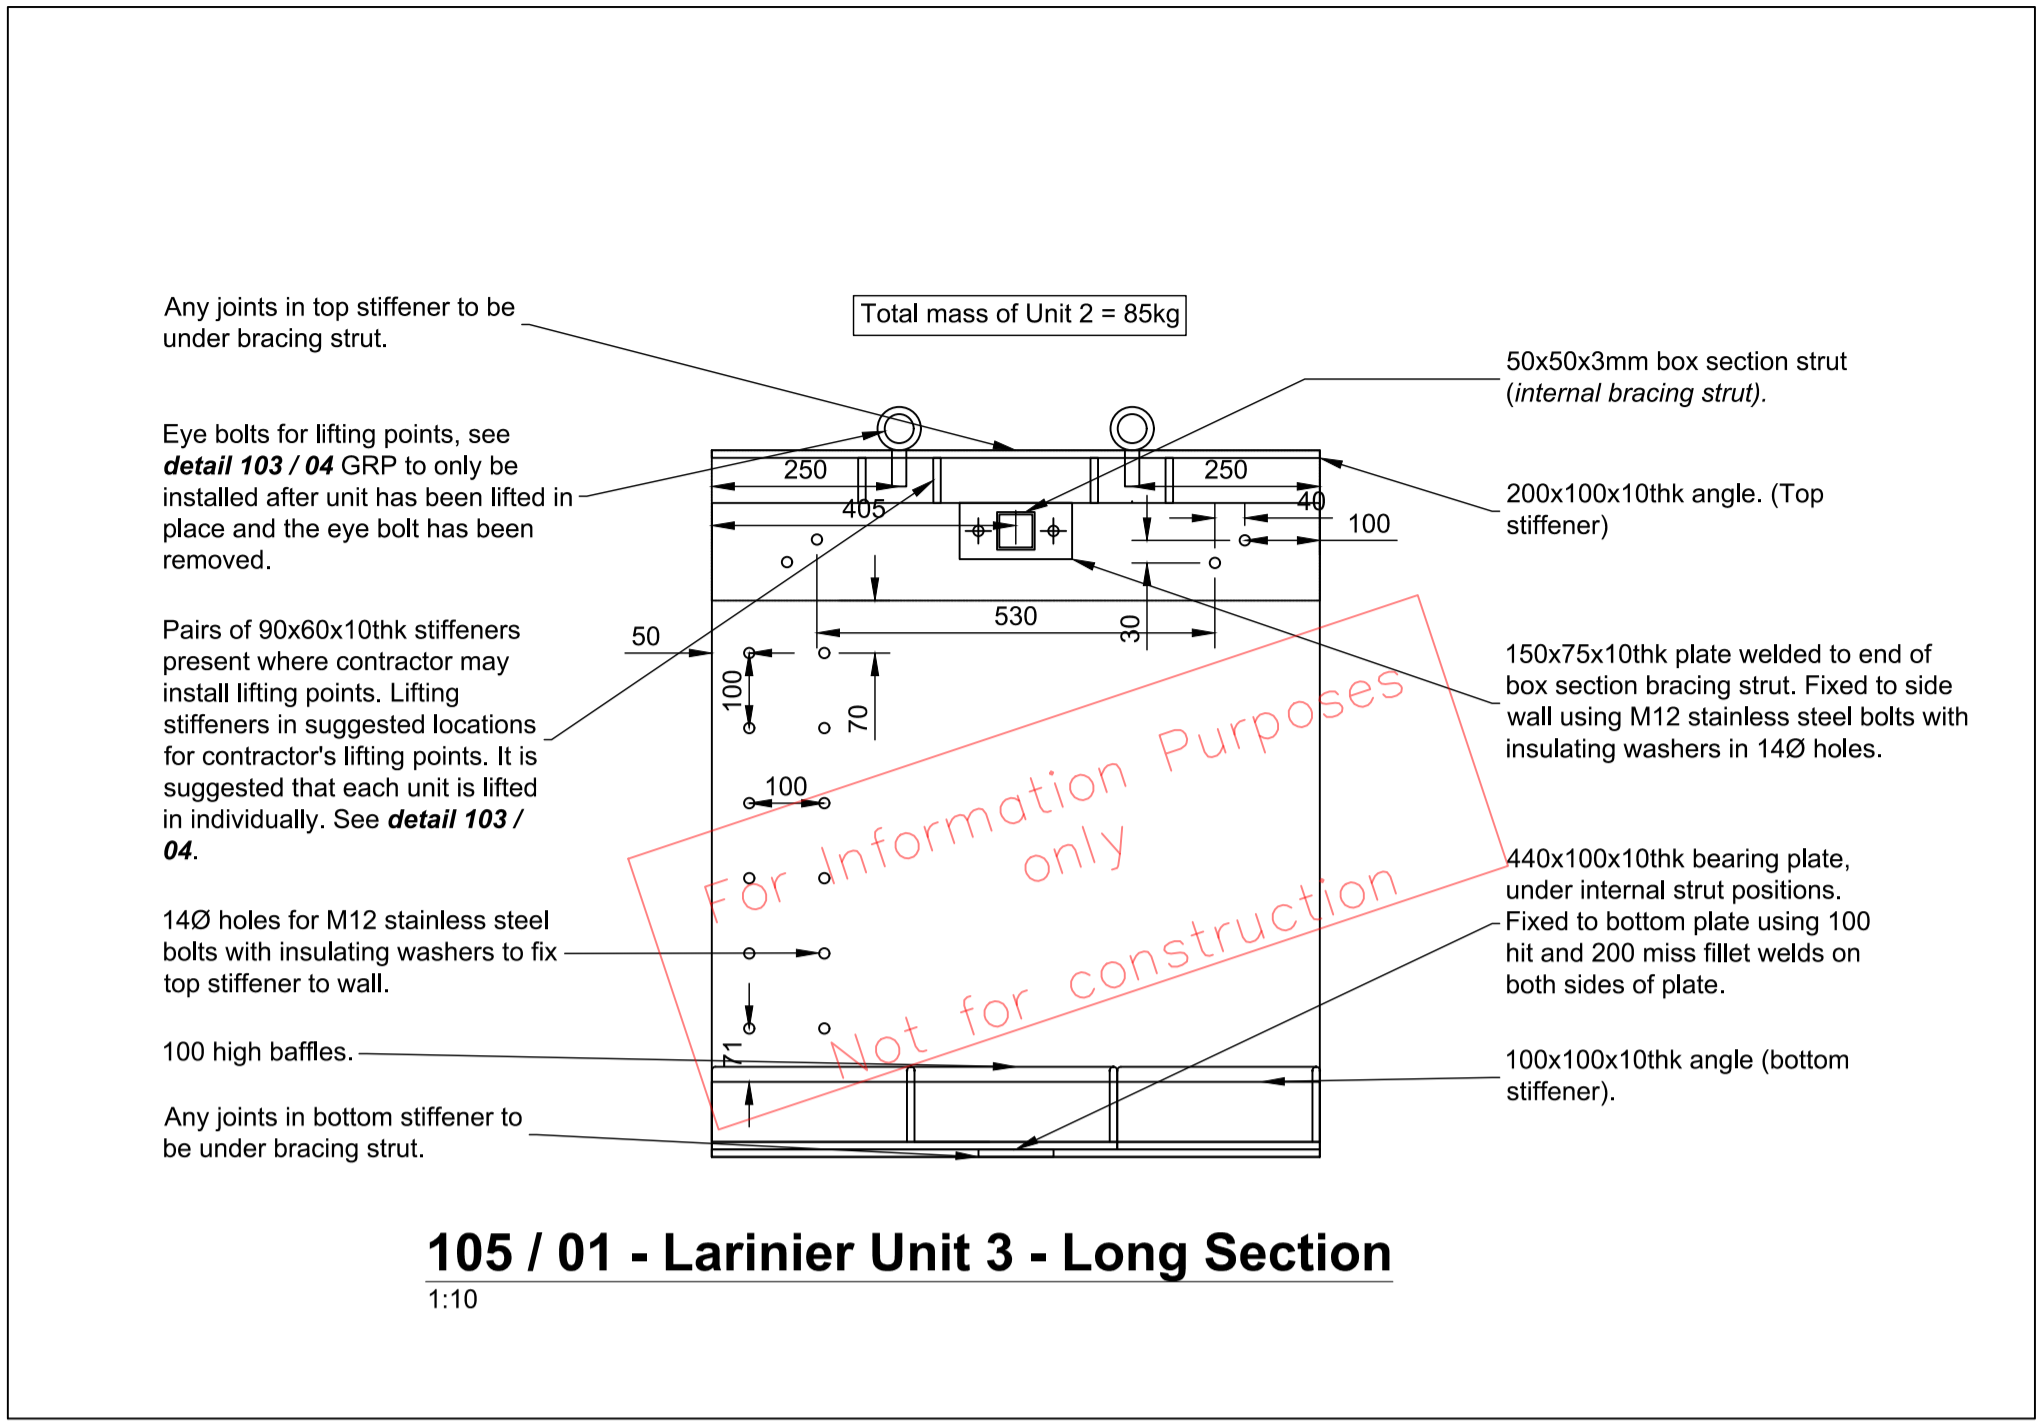 Any joints in top stiffener to be
under bracing strut.
Total mass of Unit 2 = 85kg
50x50x3mm box section strut
(internal bracing strut).
Eye bolts for lifting points, see
detail 103 / 04 GRP to only be
installed after unit has been lifted in
place and the eye bolt has been
removed.
250
250
405
40
100
200x100x10thk angle. (Top
stiffener)
Pairs of 90x60x10thk stiffeners
present where contractor may
install lifting points. Lifting
stiffeners in suggested locations
for contractor's lifting points. It is
suggested that each unit is lifted
in individually. See detail 103 /
04.
50
530
30
100
70
100
150x75x10thk plate welded to end of
box section bracing strut. Fixed to side
wall using M12 stainless steel bolts with
insulating washers in 14Ø holes.
For Information Purposes
only
Not for construction
440x100x10thk bearing plate,
under internal strut positions.
Fixed to bottom plate using 100
hit and 200 miss fillet welds on
both sides of plate.
14Ø holes for M12 stainless steel
bolts with insulating washers to fix
top stiffener to wall.
71
100 high baffles.
100x100x10thk angle (bottom
stiffener).
Any joints in bottom stiffener to
be under bracing strut.
105 / 01 - Larinier Unit 3 - Long Section
1:10